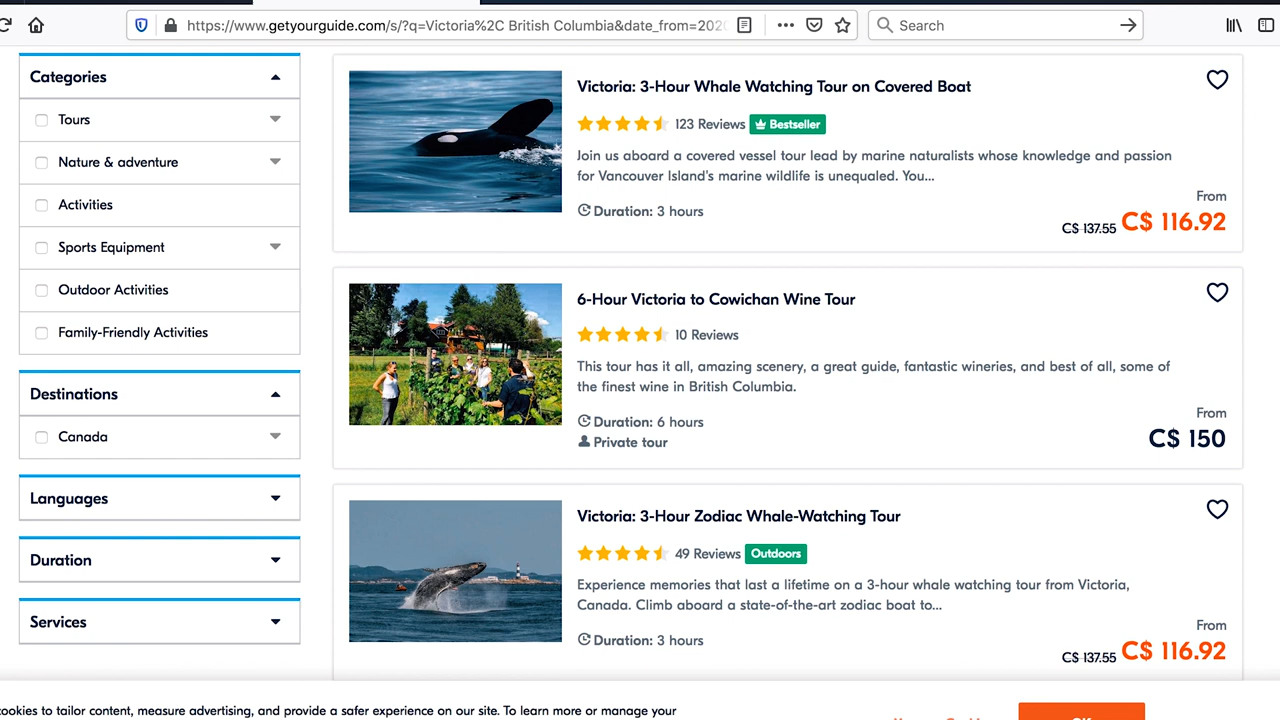 https://www.getyourguide.com/s/?q=Victoria%2C British Columbia&date_from=202
Search
Categories
Tours
Nature & adventure
Activities
Sports Equipment
Outdoor Activities
Family-Friendly Activities
Destinations
Canada
Languages
Duration
Services
Victoria: 3-Hour Whale Watching Tour on Covered Boat
123 Reviews Bestseller
Join us aboard a covered vessel tour lead by marine naturalists whose knowledge and passion
for Vancouver Island's marine wildlife is unequaled. You...
Duration: 3 hours
From
C$ 137.55 C$ 116.92
6-Hour Victoria to Cowichan Wine Tour
10 Reviews
This tour has it all, amazing scenery, a great guide, fantastic wineries, and best of all, some of
the finest wine in British Columbia.
Duration: 6 hours
Private tour
From
C$ 150
Victoria: 3-Hour Zodiac Whale-Watching Tour
49 Reviews Outdoors
Experience memories that last a lifetime on a 3-hour whale watching tour from Victoria,
Canada. Climb aboard a state-of-the-art zodiac boat to...
Duration: 3 hours
From
C$ 137.55 C$ 116.92
ookies to tailor content, measure advertising, and provide a safer experience on our site. To learn more or manage your